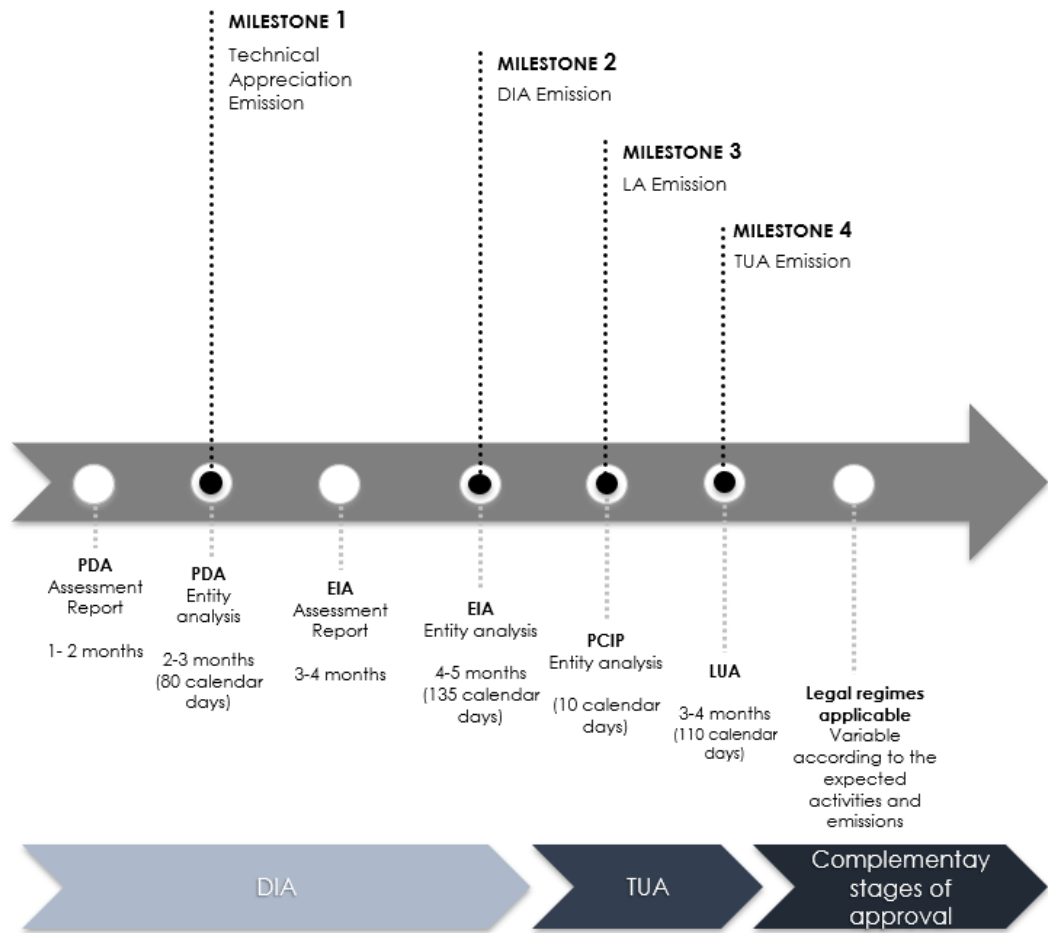 MILESTONE 1
Technical
Appreciation
Emission
MILESTONE 2
DIA Emission
MILESTONE 3
LA Emission
MILESTONE 4
TUA Emission
PDA
Assessment
Report
1- 2 months
PDA
Entity
analysis
2-3 months
(80 calendar
days)
EIA
Assessment
Report
3-4 months
EIA
Entity analysis
4-5 months
(135 calendar
days)
PCIP
Entity analysis
(10 calendar
days)
LUA
3-4 months
(110 calendar
days)
Legal regimes
applicable
Variable
according to the
expected
activities and
emissions
DIA
TUA
Complementay
stages of
approval